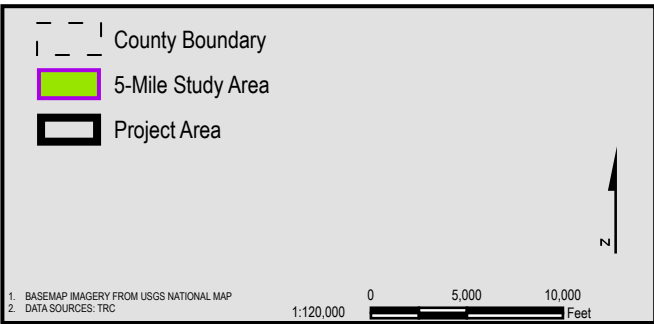 County Boundary
5-Mile Study Area
Project Area
N
1. BASEMAP IMAGERY FROM USGS NATIONAL MAP
2. DATA SOURCES: TRC
1:120,000
0 5,000 10,000
Feet